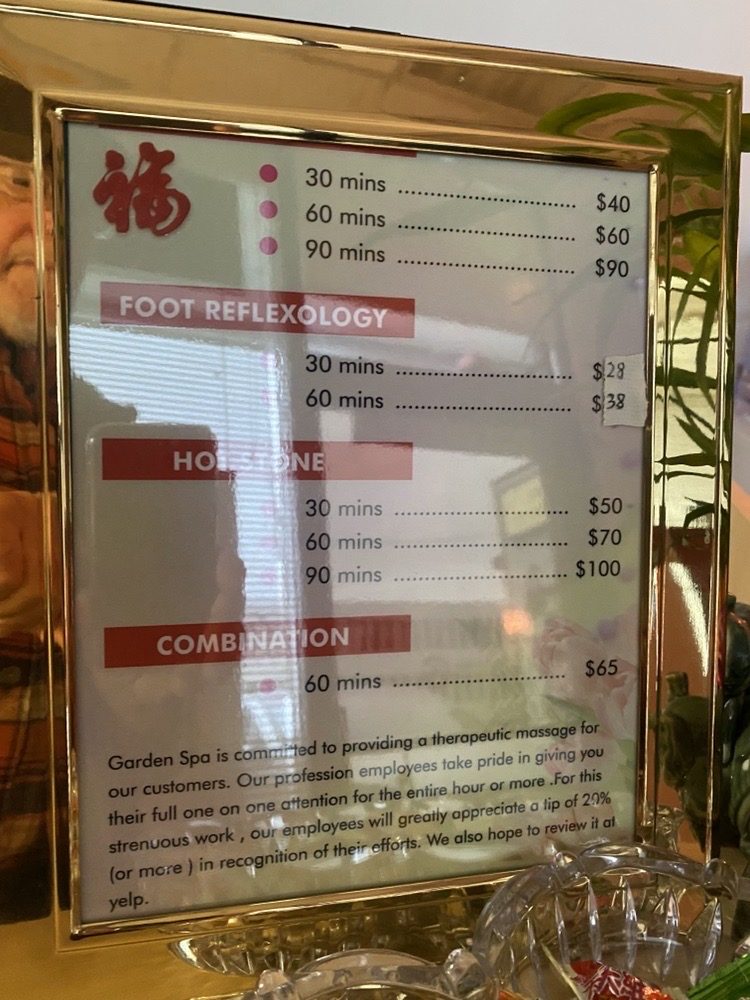 福
30 mins ........................... $40
60 mins ........................... $60
90 mins ........................... $90
FOOT REFLEXOLOGY
30 mins ........................... $28
60 mins ........................... $38
HOT STONE
30 mins ........................... $50
60 mins ........................... $70
90 mins ........................... $100
COMBINATION
60 mins ........................... $65
Garden Spa is committed to providing a therapeutic massage for
our customers. Our profession employees take pride in giving you
their full one on one attention for the entire hour or more .For this
strenuous work , our employees will greatly appreciate a tip of 20%
(or more ) in recognition of their efforts. We also hope to review it at
yelp.